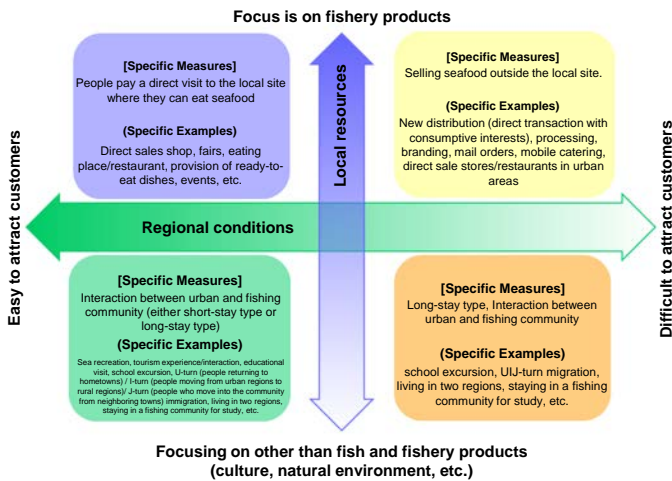 Focus is on fishery products
[Specific Measures]
People pay a direct visit to the local site
where they can eat seafood
(Specific Examples)
Direct sales shop, fairs, eating
place/restaurant, provision of ready-to-
eat dishes, events, etc.
[Specific Measures]
Selling seafood outside the local site.
(Specific Examples)
New distribution (direct transaction with
consumptive interests), processing,
branding, mail orders, mobile catering,
direct sale stores/restaurants in urban
areas
Local resources
Easy to attract customers
Regional conditions
Difficult to attract customers
[Specific Measures]
Interaction between urban and fishing
community (either short-stay type or
long-stay type)
(Specific Examples)
Sea recreation, tourism experience/interaction, educational
visit, school excursion, U-turn (people returning to
hometowns) / I-turn (people moving from urban regions to
rural regions)/ J-turn (people who move into the community
from neighboring towns) immigration, living in two regions,
staying in a fishing community for study, etc.
[Specific Measures]
Long-stay type, Interaction between
urban and fishing community
(Specific Examples)
school excursion, UIJ-turn migration,
living in two regions, staying in a fishing
community for study, etc.
Focusing on other than fish and fishery products
(culture, natural environment, etc.)